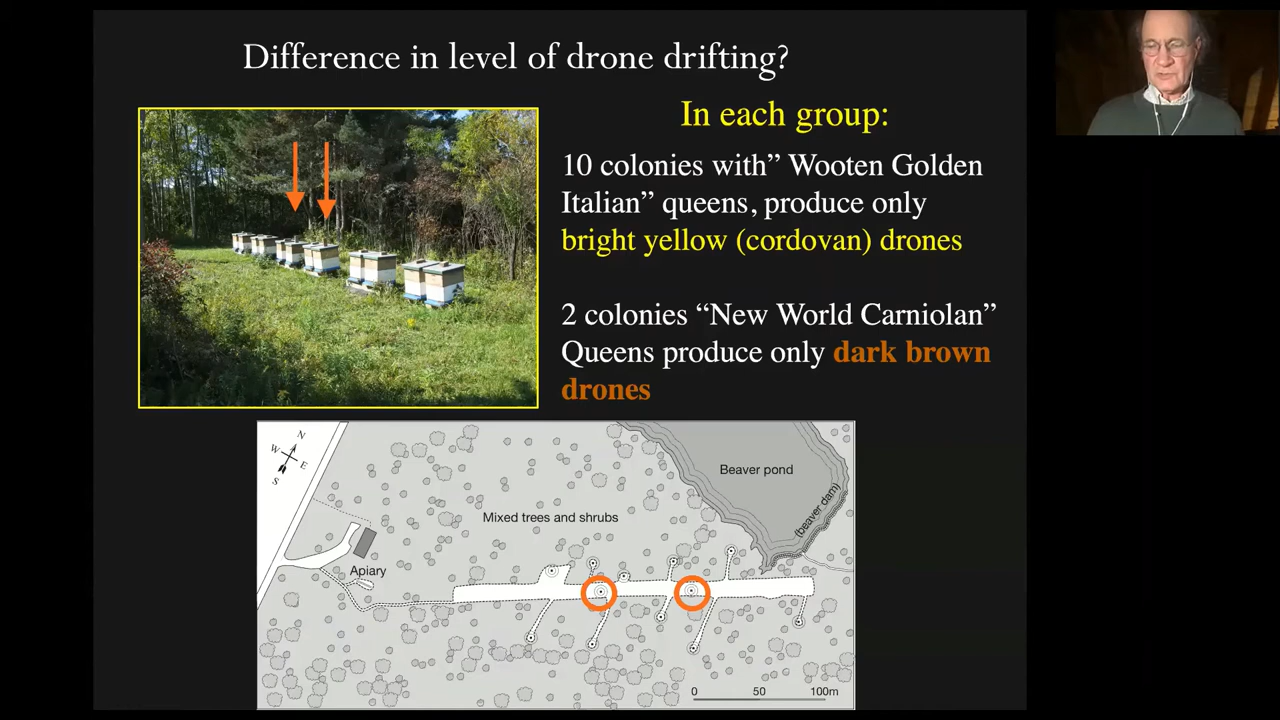 Difference in level of drone drifting?
In each group:
10 colonies with” Wooten Golden
Italian” queens, produce only
bright yellow (cordovan) drones
2 colonies “New World Carniolan”
Queens produce only dark brown
drones
N
W
E
S
Beaver pond
(beaver dam)
Mixed trees and shrubs
Apiary
0 50 100m